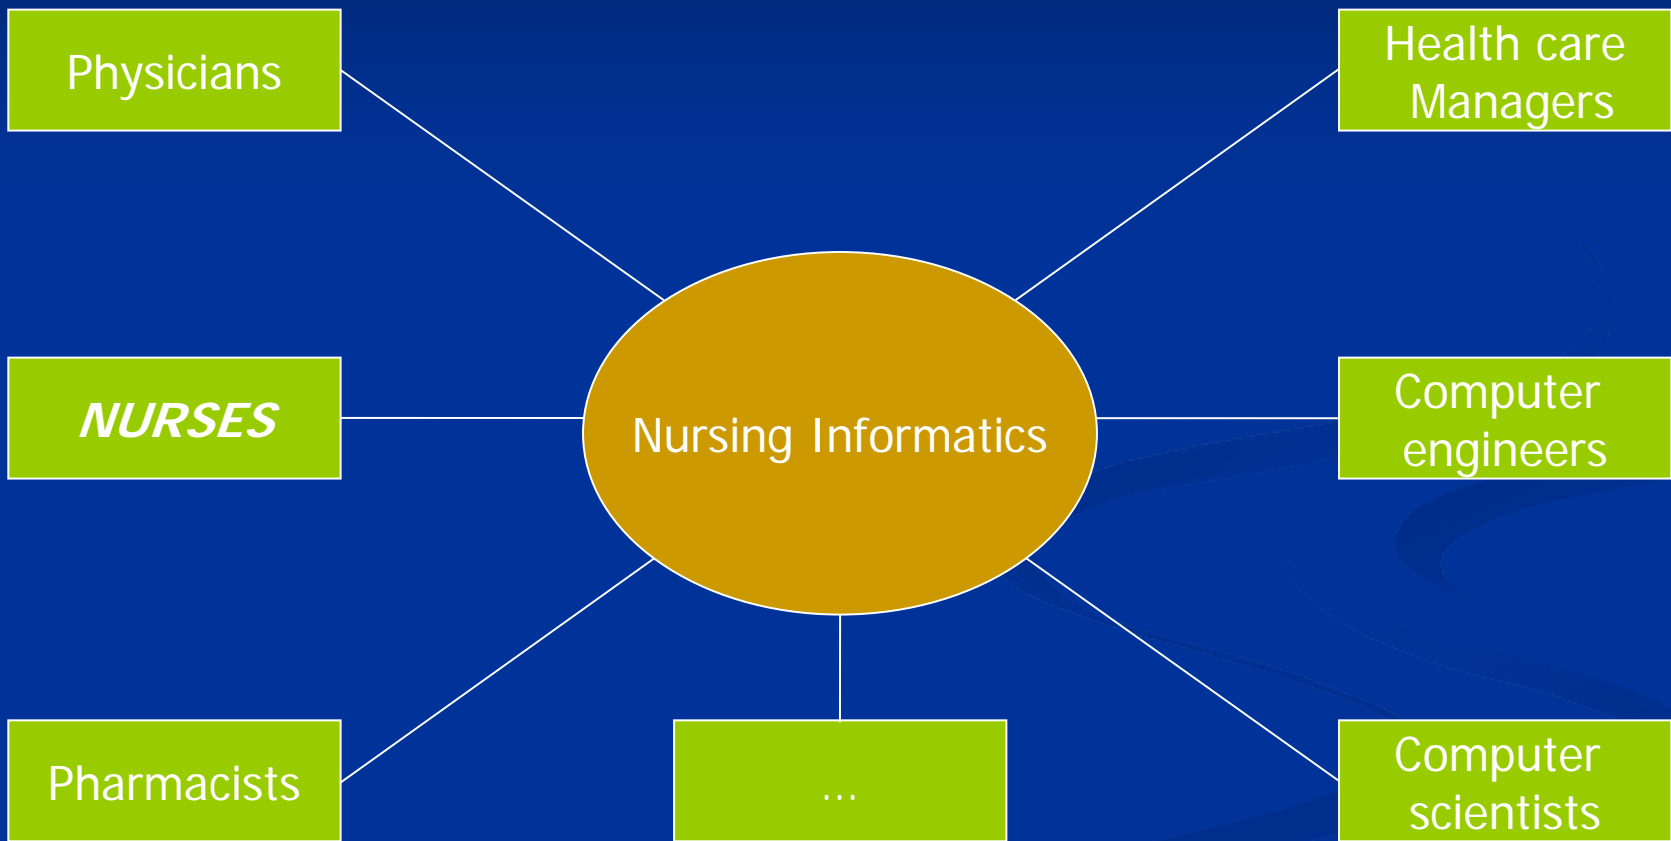 Physicians
Health care
Managers
NURSES
Nursing Informatics
Computer
engineers
Pharmacists
...
Computer
scientists